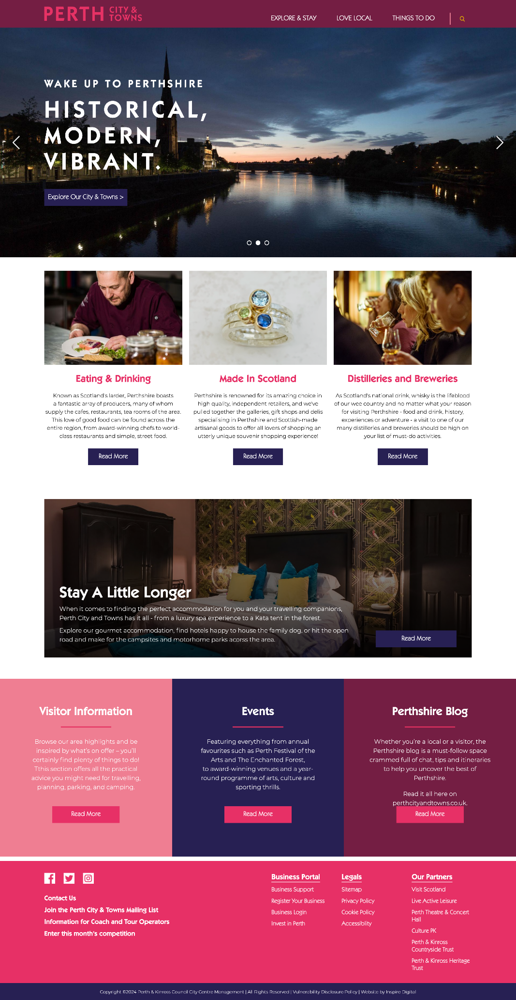 PERTH CITY & TOWNS
EXPLORE & STAY
LOVE LOCAL
THINGS TO DO
WAKE UP TO PERTHSHIRE
HISTORICAL,
MODERN,
VIBRANT.
Explore Our City & Towns >
Eating & Drinking
Known as Scotland's larder, Perthshire boasts
a fantastic array of producers, many of whom
supply the cafes, restaurants, tea rooms of the area.
This love of good food can be found across the
entire region, from award-winning chefs to world-
class restaurants and simple, street food.
Read More
Made In Scotland
Perthshire is renowned for its amazing choice in
high quality, independent retailers, and we've
pulled together the galleries, gift shops and delis
specialising in Perthshire and Scottish-made
artisanal goods to offer all lovers of shopping an
utterly unique souvenir shopping experience!
Read More
Distilleries and Breweries
As Scotland's national drink, whisky is the lifeblood
of our wee country and no matter what your reason
for visiting Perthshire - food and drink, history,
experiences or adventure - a visit to one of our
many distilleries and breweries should be high on
your list of must-do activities.
Read More
Stay A Little Longer
When it comes to finding the perfect accommodation for you and your travelling companions,
Perth City and Towns has it all - from a luxury spa experience to a Kata tent in the forest.
Explore our gourmet accommodation, find hotels happy to house the family dog, or hit the open
road and make for the campsites and motorhome parks acorss the area.
Read More
Visitor Information
Browse our area highlights and be
inspired by what's on offer – you'll
certainly find plenty of things to do!
Tthis section offers all the practical
advice you might need for travelling,
planning, parking, and camping.
Read More
Events
Featuring everything from annual
favourites such as Perth Festival of the
Arts and The Enchanted Forest,
to award-winning venues and a year-
round programme of arts, culture and
sporting thrills.
Read More
Perthshire Blog
Whether you're a local or a visitor, the
Perthshire blog is a must-follow space
crammed full of chat, tips and itineraries
to help you uncover the best of
Perthshire.
Read it all here on
perthcityandtowns.co.uk.
Read More
Contact Us
Join the Perth City & Towns Mailing List
Information for Coach and Tour Operators
Enter this month's competition
Business Portal
Business Support
Register Your Business
Business Login
Invest in Perth
Legals
Sitemap
Privacy Policy
Cookie Policy
Accessiblity
Our Partners
Visit Scotland
Live Active Leisure
Perth Theatre & Concert
Hall
Culture PK
Perth & Kinross
Countryside Trust
Perth & Kinross Heritage
Trust
Copyright ©2024 Perth & Kinross Council City Centre Management | All Rights Reserved | Vulnerability Disclosure Policy | Website by Inspire Digital